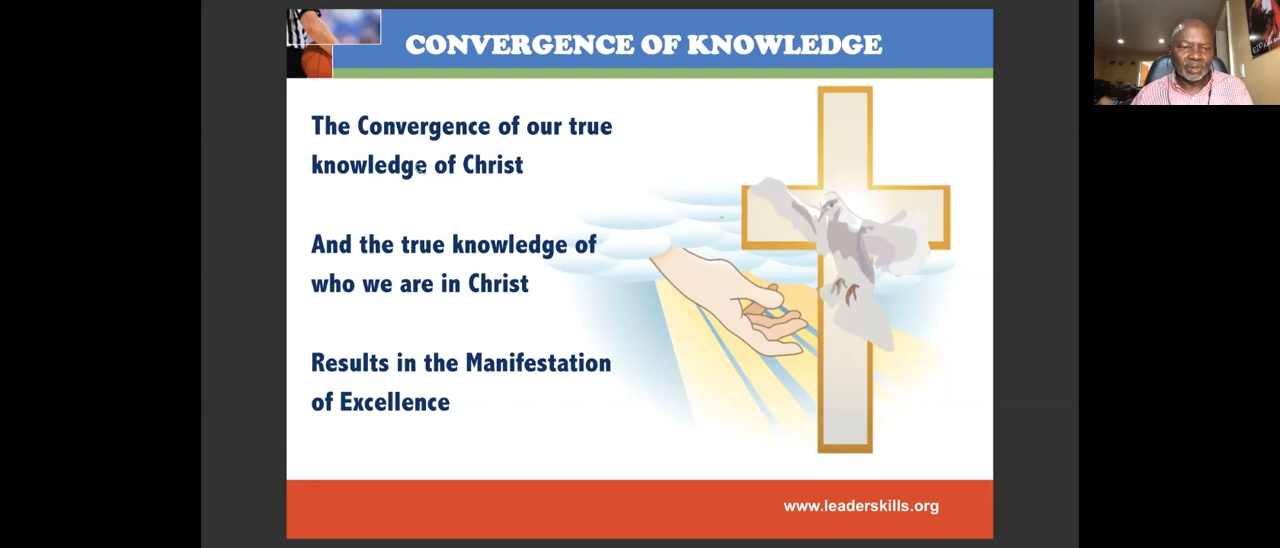 CONVERGENCE OF KNOWLEDGE
The Convergence of our true
knowledge of Christ
And the true knowledge of
who we are in Christ
Results in the Manifestation
of Excellence
www.leaderskills.org